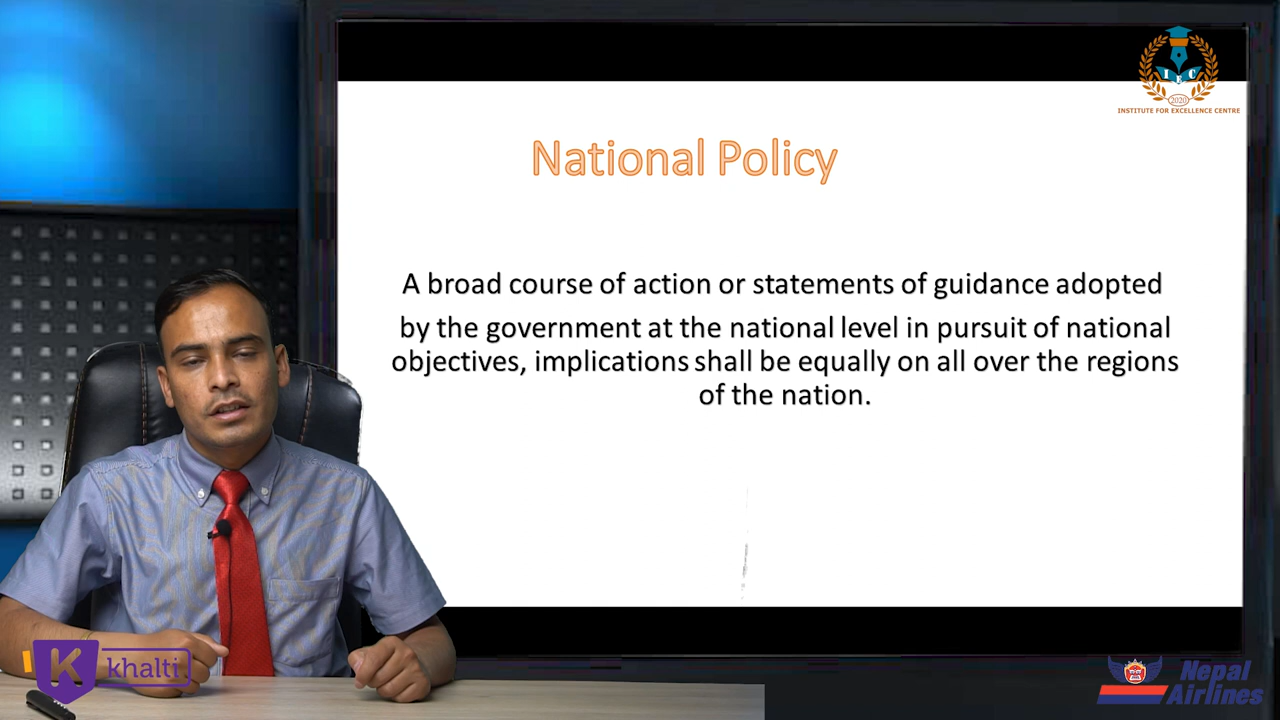 IEC
2020
INSTITUTE FOR EXCELLENCE CENTRE
National Policy
A broad course of action or statements of guidance adopted
by the government at the national level in pursuit of national
objectives, implications shall be equally on all over the regions
of the nation.
K khalti
Nepal
Airlines